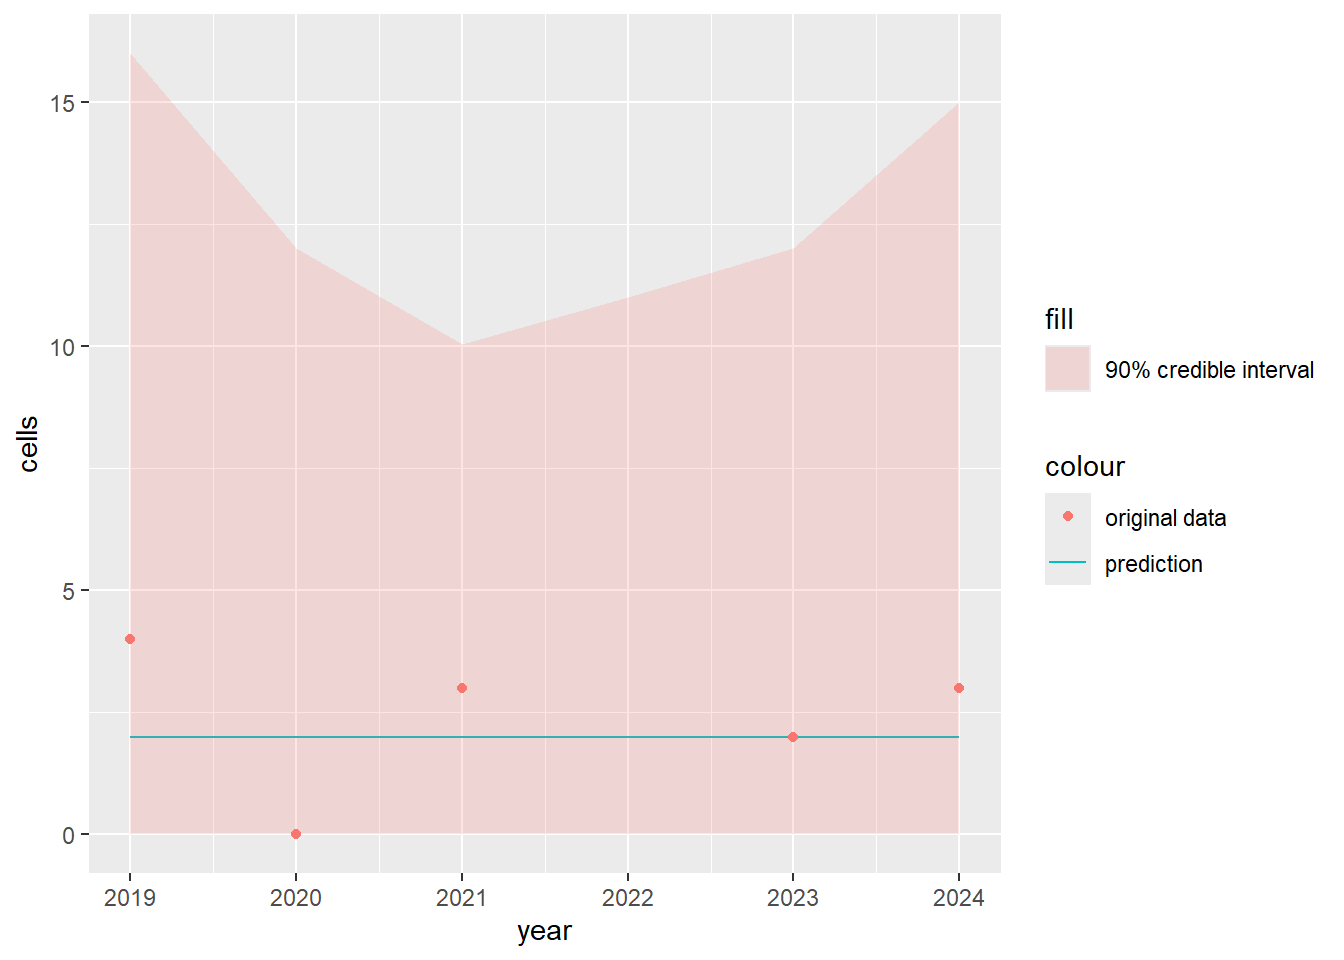 15
10
5
0
cells
2019 2020 2021 2022 2023 2024
year
fill
90% credible interval
colour
original data
prediction